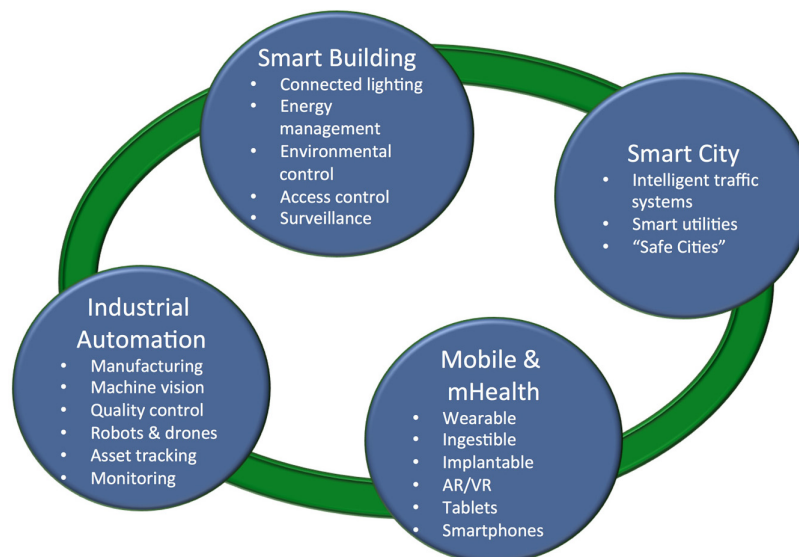 Smart Building
• Connected lighting
• Energy
management
• Environmental
control
• Access control
• Surveillance
Smart City
• Intelligent traffic
systems
• Smart utilities
• “Safe Cities”
Industrial
Automation
• Manufacturing
• Machine vision
• Quality control
• Robots & drones
• Asset tracking
• Monitoring
Mobile &
mHealth
• Wearable
• Ingestible
• Implantable
• AR/VR
• Tablets
• Smartphones